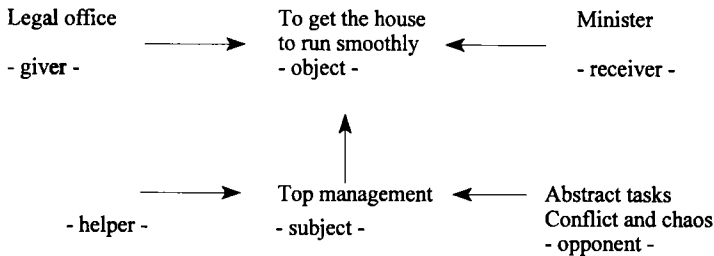 Legal office
- giver -
To get the house
to run smoothly
- object -
Minister
- receiver -
- helper -
Top management
- subject -
Abstract tasks
Conflict and chaos
- opponent -